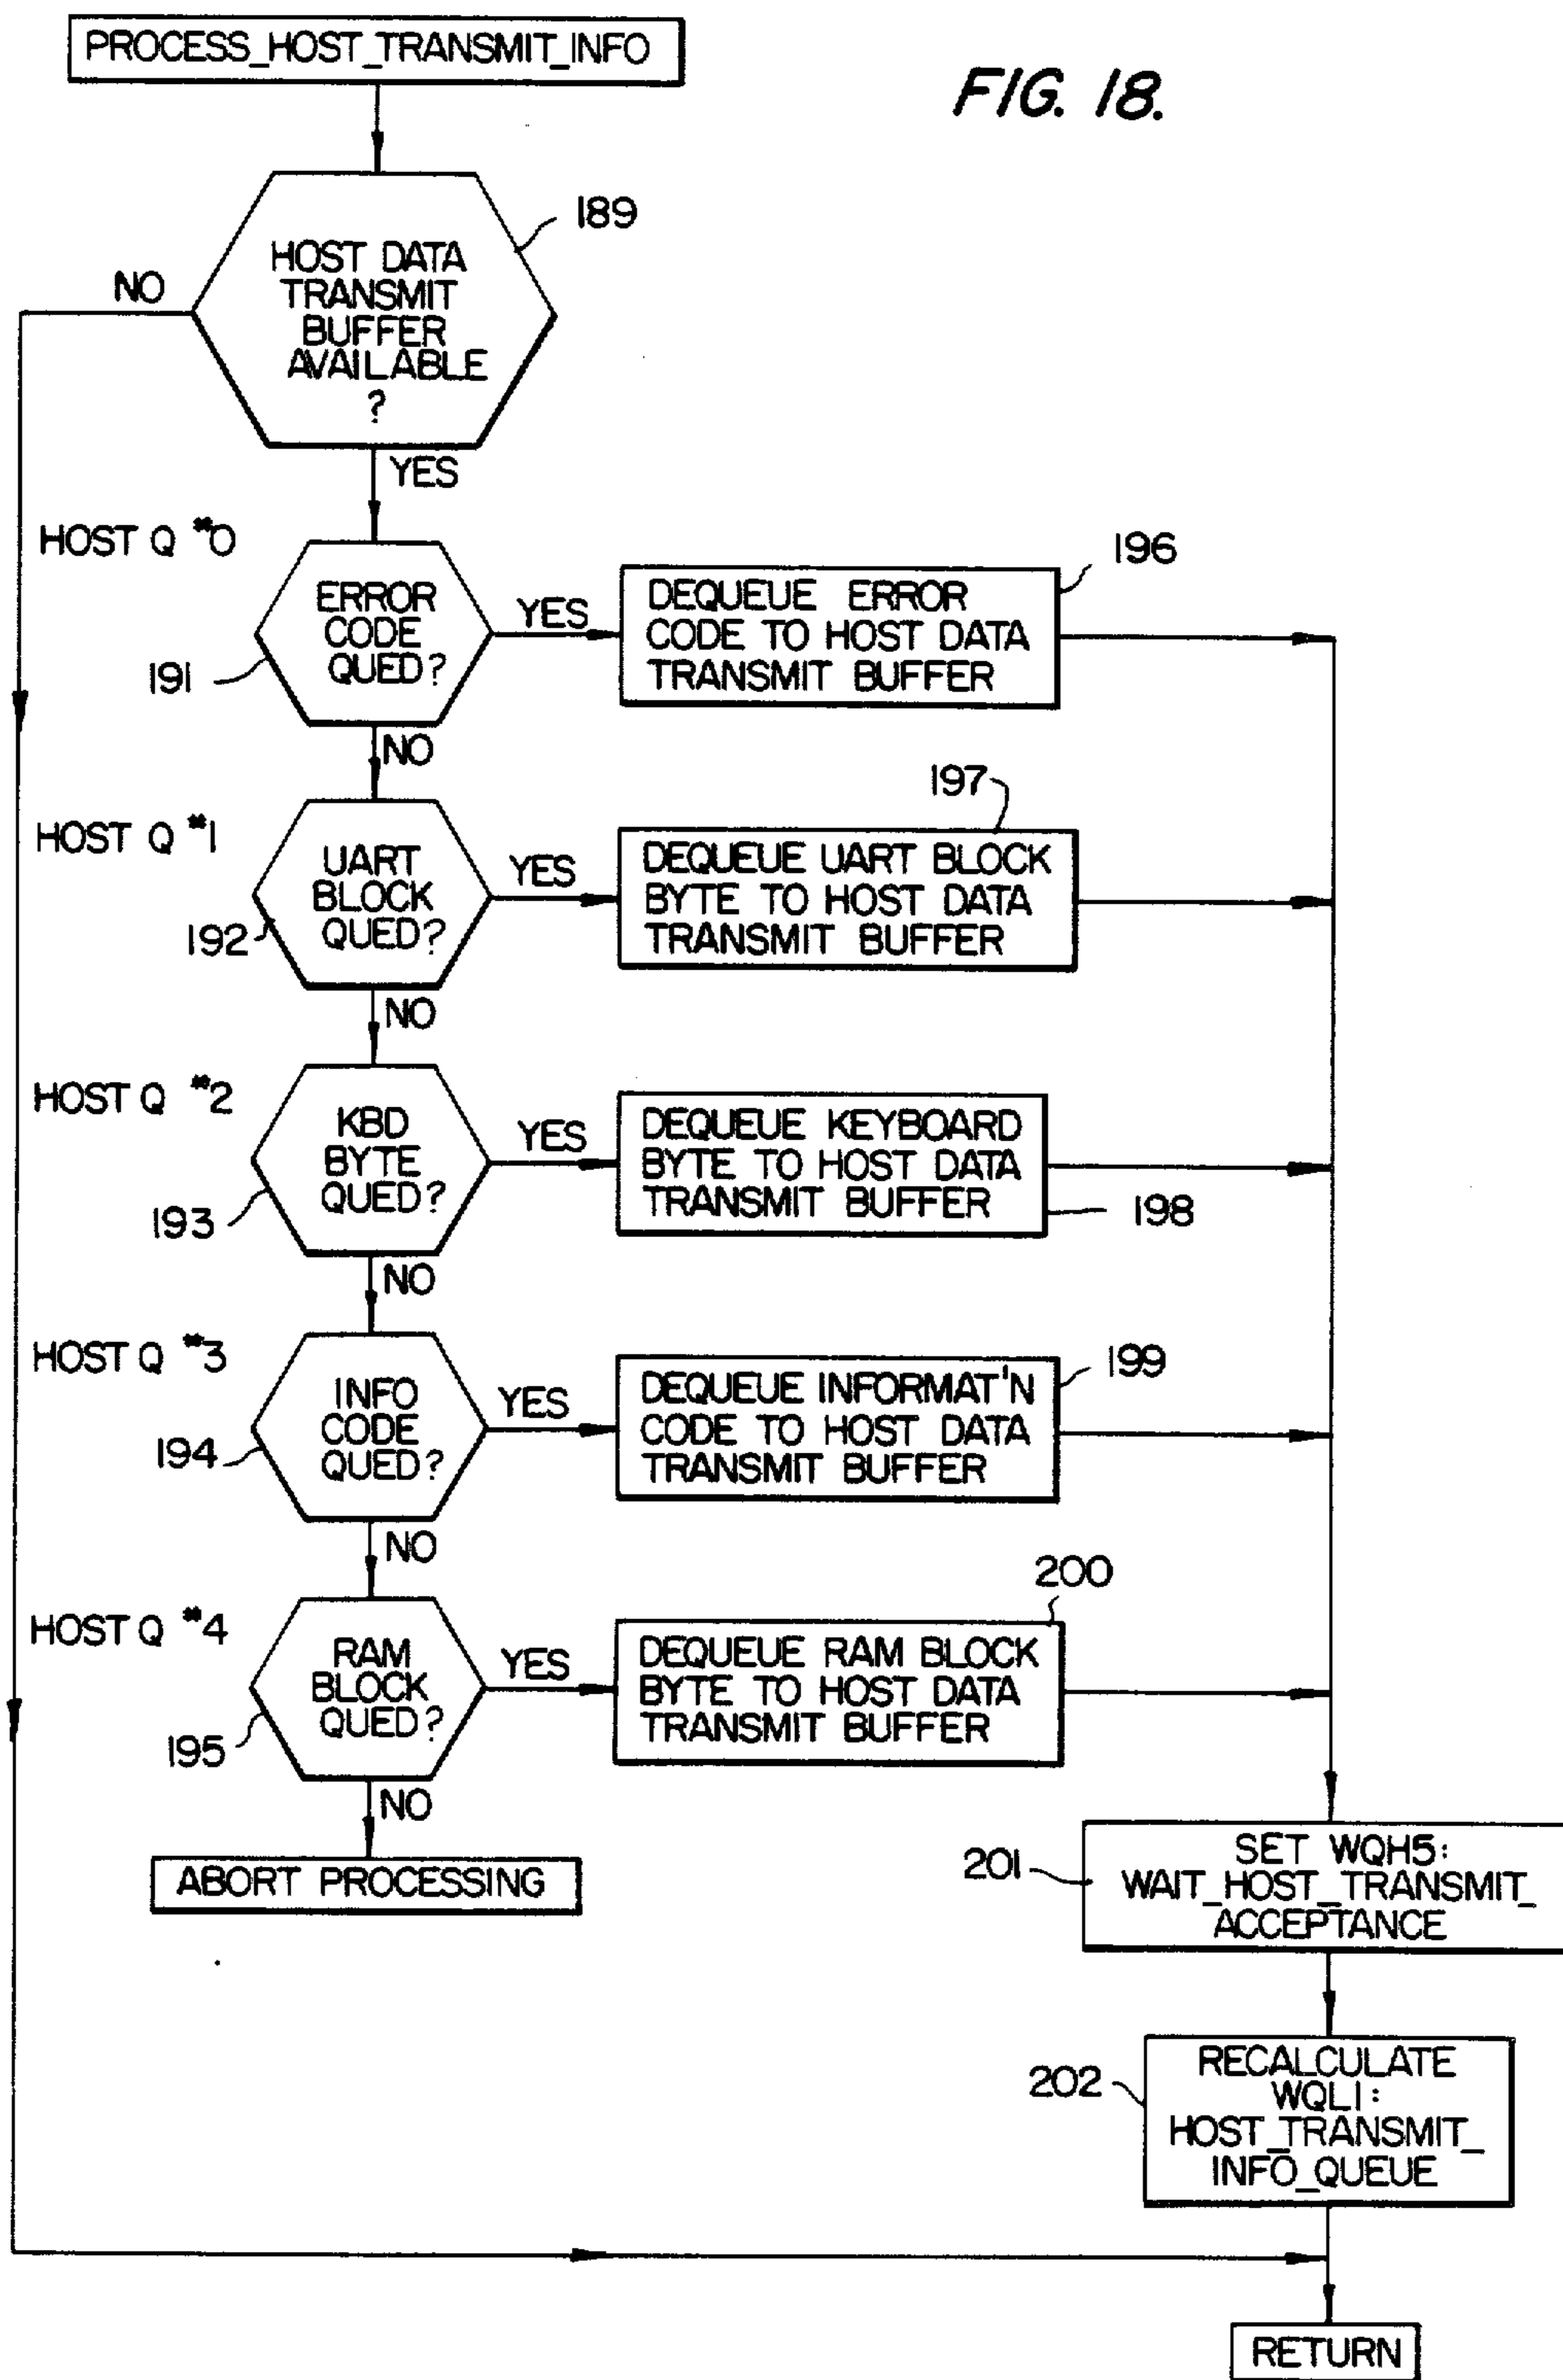 PROCESS_HOST_TRANSMIT_INFO
FIG. 18.
189
HOST DATA
TRANSMIT
BUFFER
AVAILABLE
?
NO
YES
HOST Q #0
ERROR
CODE
QUED?
191
YES
DEQUEUE ERROR
CODE TO HOST DATA
TRANSMIT BUFFER
196
NO
HOST Q #1
UART
BLOCK
QUED?
192
YES
DEQUEUE UART BLOCK
BYTE TO HOST DATA
TRANSMIT BUFFER
197
NO
HOST Q #2
KBD
BYTE
QUED?
193
YES
DEQUEUE KEYBOARD
BYTE TO HOST DATA
TRANSMIT BUFFER
198
NO
HOST Q #3
INFO
CODE
QUED?
194
YES
DEQUEUE INFORMAT'N
CODE TO HOST DATA
TRANSMIT BUFFER
199
NO
HOST Q #4
RAM
BLOCK
QUED?
195
YES
DEQUEUE RAM BLOCK
BYTE TO HOST DATA
TRANSMIT BUFFER
200
NO
ABORT PROCESSING
201
SET WQH5:
WAIT_HOST_TRANSMIT_
ACCEPTANCE
202
RECALCULATE
WQL1:
HOST_TRANSMIT_
INFO_QUEUE
RETURN